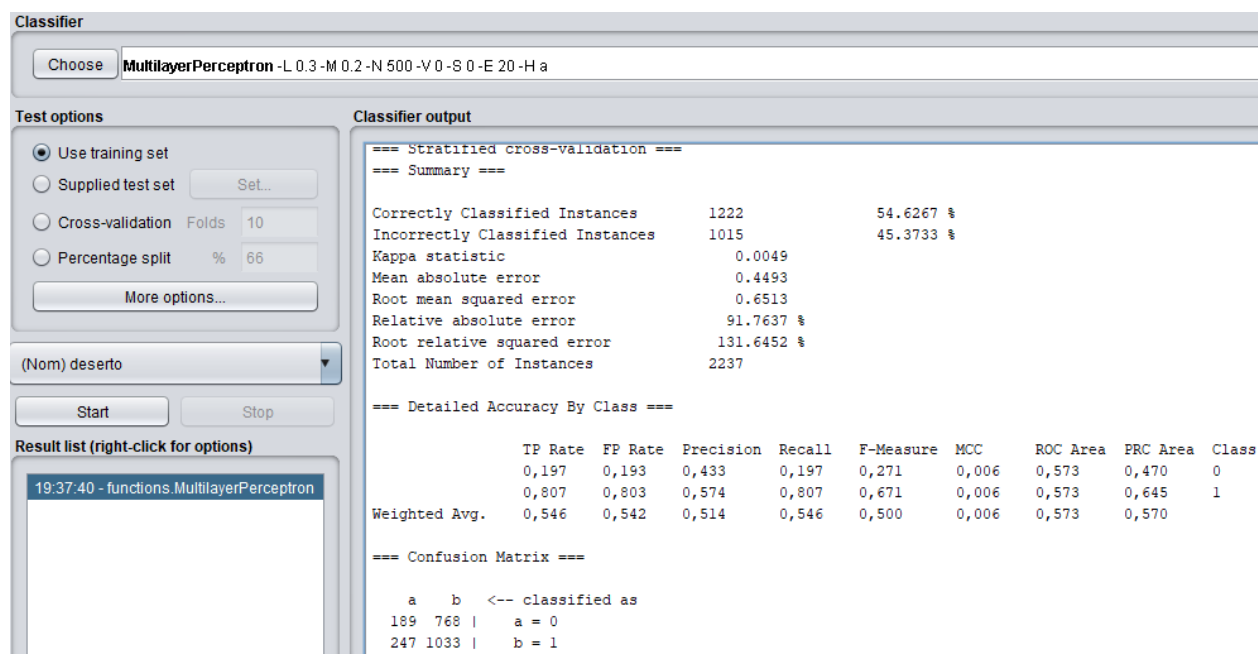 Classifier
Choose MultilayerPerceptron -L 0.3 -M 0.2 -N 500 -V 0 -S 0 -E 20 -H a
Test options
Use training set
Supplied test set Set...
Cross-validation Folds 10
Percentage split % 66
More options...
(Nom) deserto
Start Stop
Result list (right-click for options)
19:37:40 - functions.MultilayerPerceptron
Classifier output
=== Stratified cross-validation ===
=== Summary ===
Correctly Classified Instances 1222 54.6267 %
Incorrectly Classified Instances 1015 45.3733 %
Kappa statistic 0.0049
Mean absolute error 0.4493
Root mean squared error 0.6513
Relative absolute error 91.7637 %
Root relative squared error 131.6452 %
Total Number of Instances 2237
=== Detailed Accuracy By Class ===
TP Rate FP Rate Precision Recall F-Measure MCC ROC Area PRC Area Class
0,197 0,193 0,433 0,197 0,271 0,006 0,573 0,470 0
0,807 0,803 0,574 0,807 0,671 0,006 0,573 0,645 1
Weighted Avg. 0,546 0,542 0,514 0,546 0,500 0,006 0,573 0,570
=== Confusion Matrix ===
a b <-- classified as
189 768 | a = 0
247 1033 | b = 1